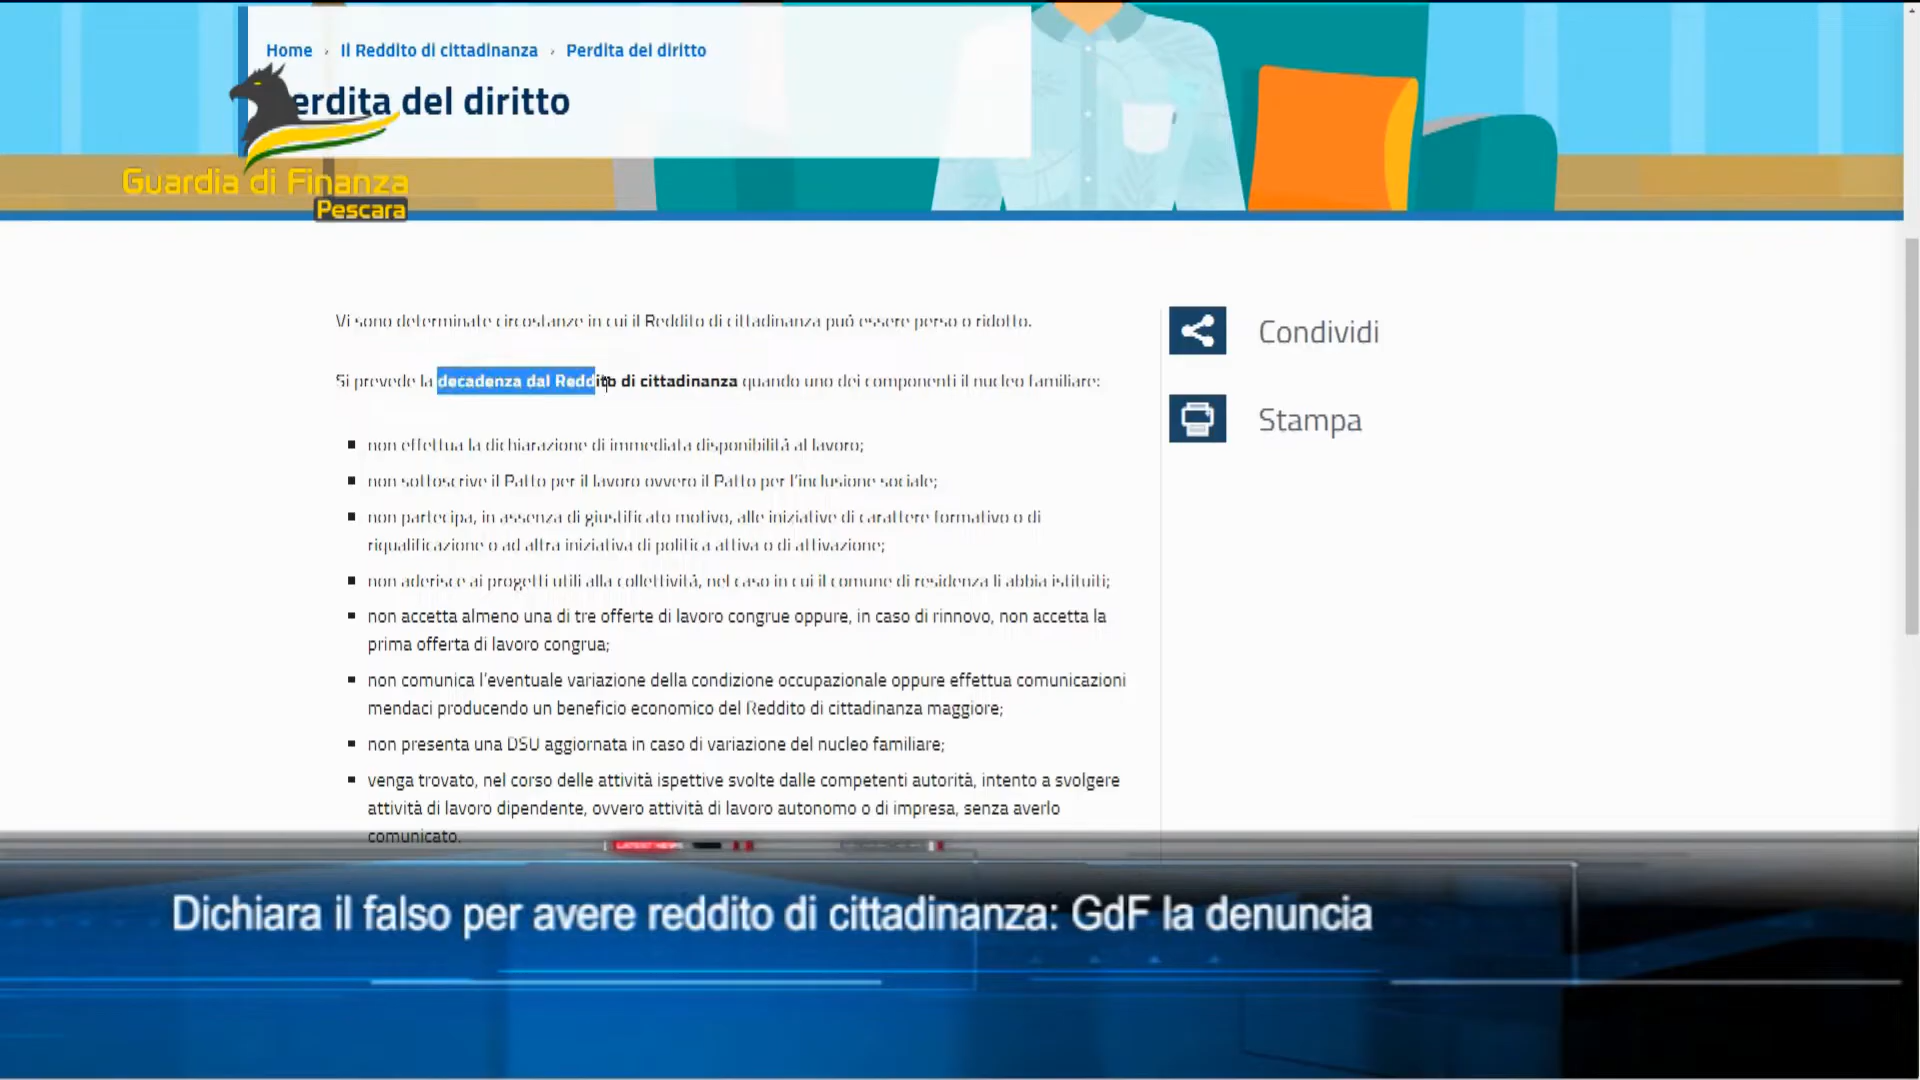 Home › Il Reddito di cittadinanza › Perdita del diritto
erdita del diritto
Guardia di Finanza
Pescara
Vi sono determinate circostanze in cui il Reddito di cittadinanza può essere perso o ridotto.
Si prevede la decadenza dal Reddito di cittadinanza quando uno dei componenti il nucleo familiare:
non effettua la dichiarazione di immediata disponibilità al lavoro;
non sottoscrive il Patto per il lavoro ovvero il Patto per l'inclusione sociale;
non partecipa, in assenza di giustificato motivo, alle iniziative di carattere formativo o di
riqualificazione o ad altra iniziativa di politica attiva o di attivazione;
non aderisce ai progetti utili alla collettività, nel caso in cui il comune di residenza li abbia istituiti;
non accetta almeno una di tre offerte di lavoro congrue oppure, in caso di rinnovo, non accetta la
prima offerta di lavoro congrua;
non comunica l'eventuale variazione della condizione occupazionale oppure effettua comunicazioni
mendaci producendo un beneficio economico del Reddito di cittadinanza maggiore;
non presenta una DSU aggiornata in caso di variazione del nucleo familiare;
venga trovato, nel corso delle attività ispettive svolte dalle competenti autorità, intento a svolgere
attività di lavoro dipendente, ovvero attività di lavoro autonomo o di impresa, senza averlo
comunicato.
Condividi
Stampa
LATEST NEWS
Dichiara il falso per avere reddito di cittadinanza: GdF la denuncia